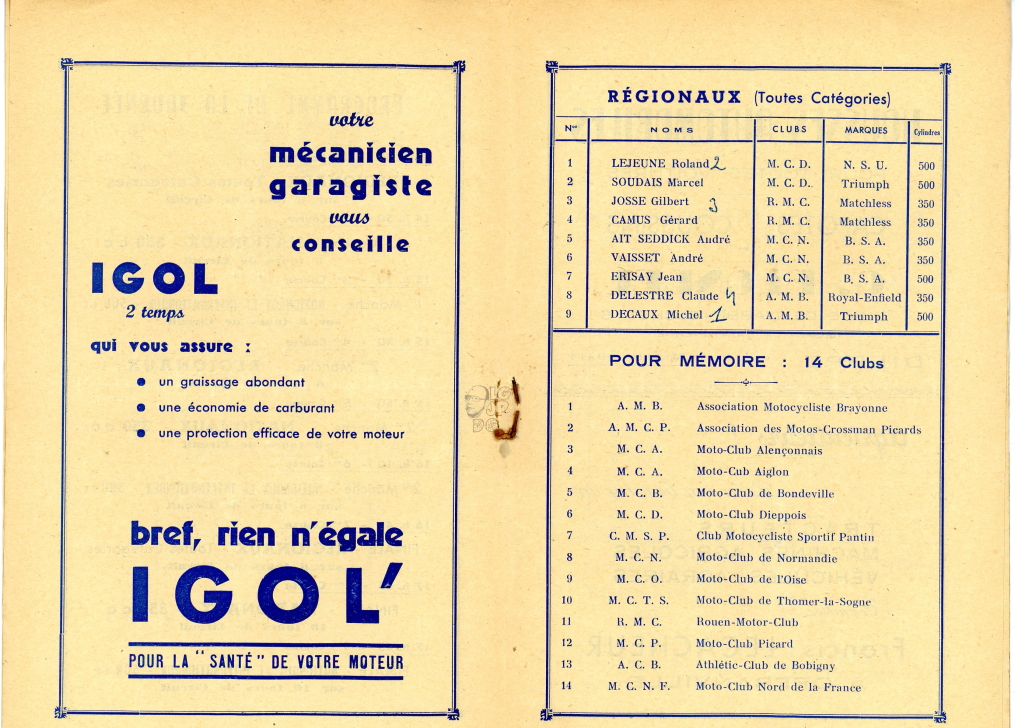 votre
mécanicien
garagiste
vous
conseille
IGOL
2 temps
qui vous assure :
● un graissage abondant
● une économie de carburant
● une protection efficace de votre moteur
bref, rien n'égale
IGOL'
POUR LA "SANTÉ" DE VOTRE MOTEUR
RÉGIONAUX (Toutes Catégories)
Nos NOMS CLUBS MARQUES Cylindres
1 LEJEUNE Roland 2 M. C. D. N. S. U. 500
2 SOUDAIS Marcel M. C. D. Triumph 500
3 JOSSE Gilbert 3 R. M. C. Matchless 350
4 CAMUS Gérard R. M. C. Matchless 350
5 AIT SEDDICK André M. C. N. B. S. A. 350
6 VAISSET André M. C. N. B. S. A. 350
7 ERISAY Jean M. C. N. B. S. A. 500
8 DELESTRE Claude 4 A. M. B. Royal-Enfield 350
9 DECAUX Michel 1 A. M. B. Triumph 500
POUR MÉMOIRE : 14 Clubs
1 A. M. B. Association Motocycliste Brayonne
2 A. M. C. P. Association des Motos-Crossman Picards
3 M. C. A. Moto-Club Alençonnais
4 M. C. A. Moto-Cub Aiglon
5 M. C. B. Moto-Club de Bondeville
6 M. C. D. Moto-Club Dieppois
7 C. M. S. P. Club Motocycliste Sportif Pantin
8 M. C. N. Moto-Club de Normandie
9 M. C. O. Moto-Club de l'Oise
10 M. C. T. S. Moto-Club de Thomer-la-Sogne
11 R. M. C. Rouen-Motor-Club
12 M. C. P. Moto-Club Picard
13 A. C. B. Athlétic-Club de Bobigny
14 M. C. N. F. Moto-Club Nord de la France